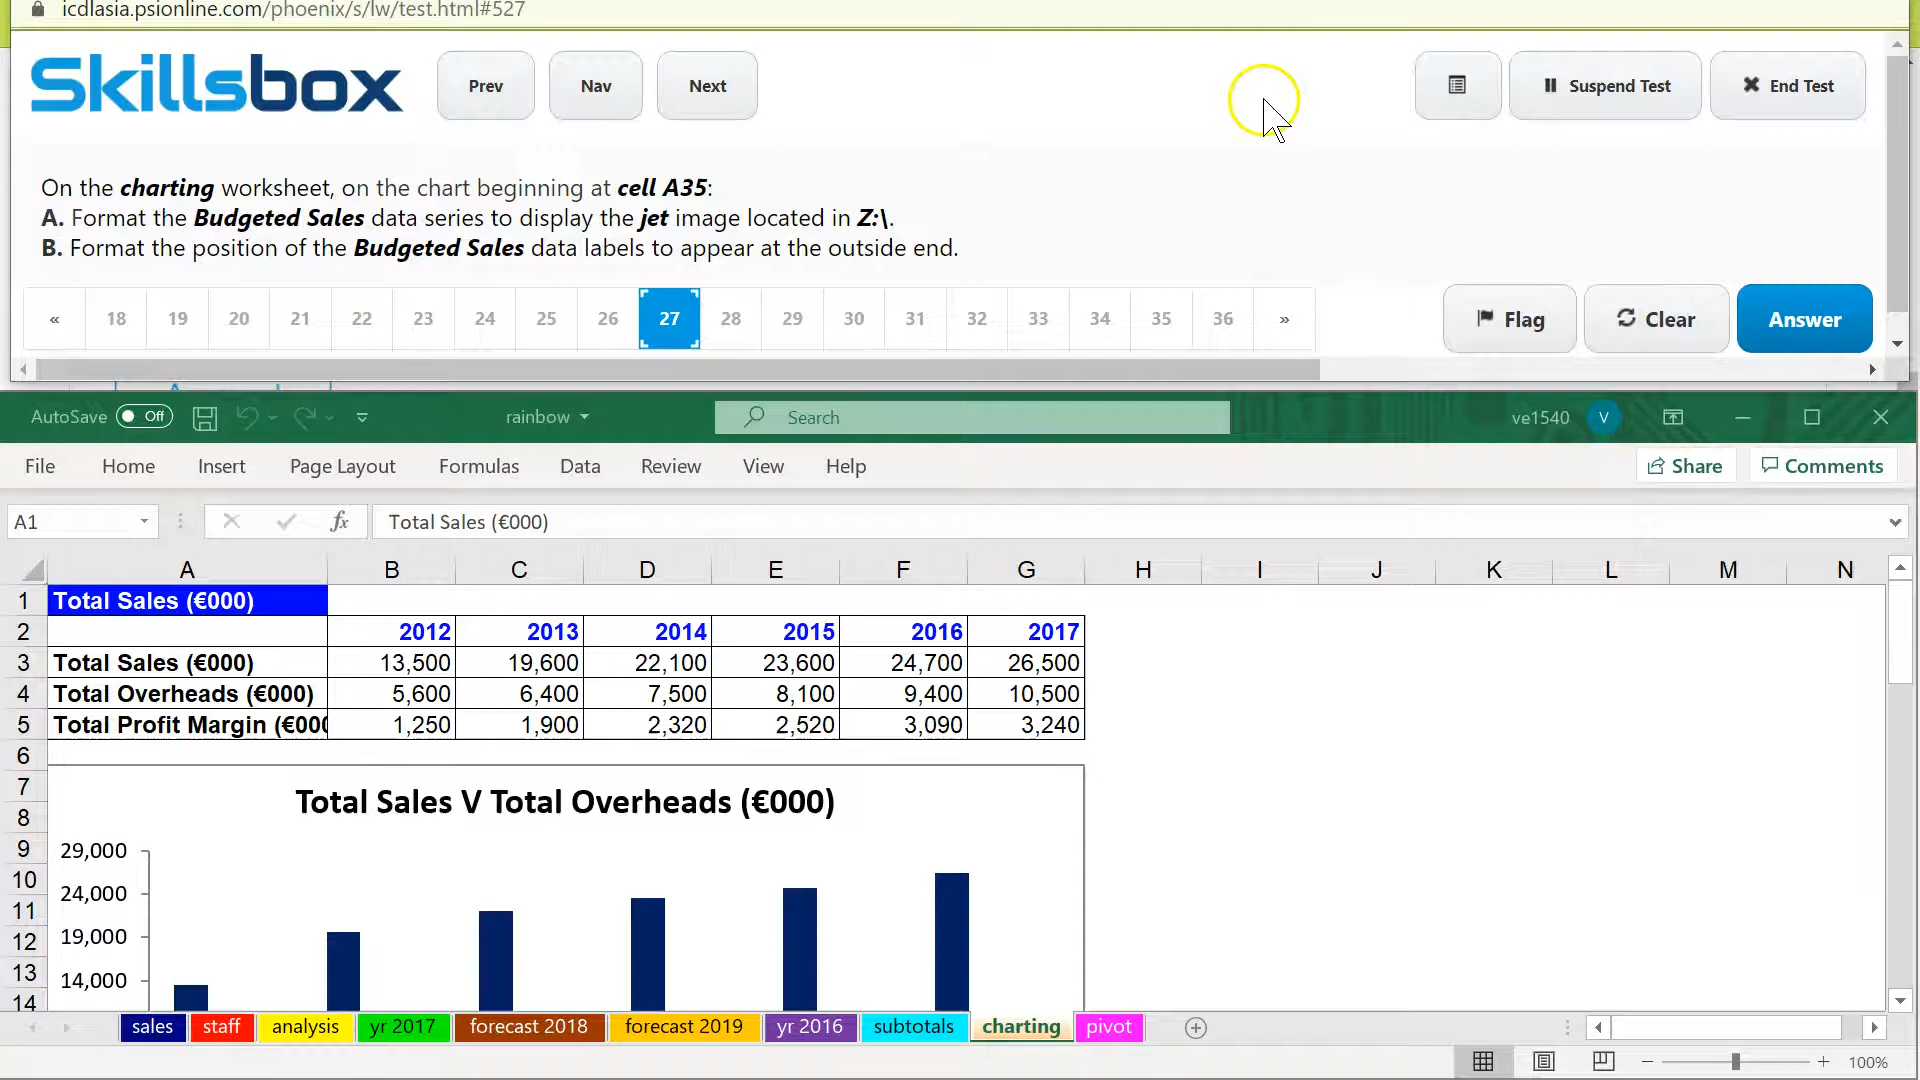 icdlasia.psionline.com/phoenix/s/lw/test.html#527
Skillsbox
Prev
Nav
Next
Suspend Test
End Test
On the charting worksheet, on the chart beginning at cell A35:
A. Format the Budgeted Sales data series to display the jet image located in Z:\.
B. Format the position of the Budgeted Sales data labels to appear at the outside end.
« 18 19 20 21 22 23 24 25 26 27 28 29 30 31 32 33 34 35 36 »
Flag
Clear
Answer
AutoSave Off
rainbow
Search
ve1540
V
File Home Insert Page Layout Formulas Data Review View Help
Share
Comments
A1
fx
Total Sales (€000)
A B C D E F G H I J K L M N
1 Total Sales (€000)
2 2012 2013 2014 2015 2016 2017
3 Total Sales (€000) 13,500 19,600 22,100 23,600 24,700 26,500
4 Total Overheads (€000) 5,600 6,400 7,500 8,100 9,400 10,500
5 Total Profit Margin (€000 1,250 1,900 2,320 2,520 3,090 3,240
6
7
8
9
10
11
12
13
14
Total Sales V Total Overheads (€000)
29,000
24,000
19,000
14,000
sales staff analysis yr 2017 forecast 2018 forecast 2019 yr 2016 subtotals charting pivot
100%